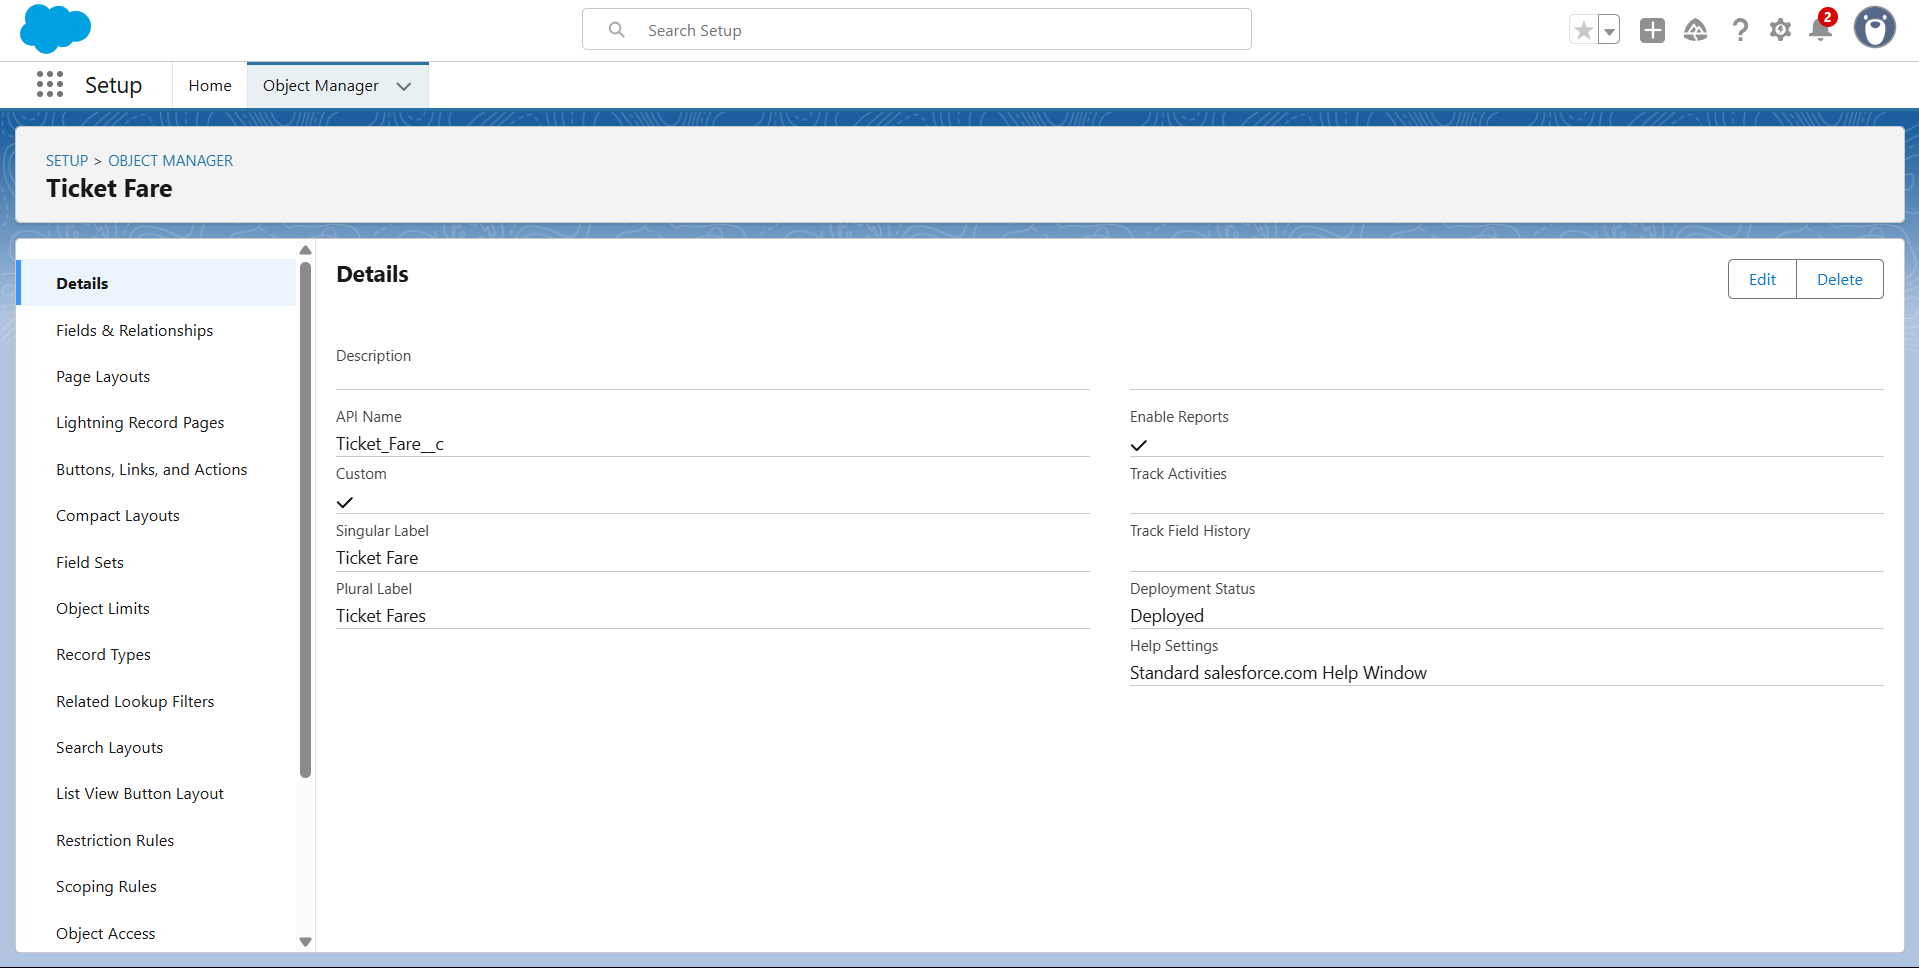 Search Setup
2
Setup
Home
Object Manager
SETUP > OBJECT MANAGER
Ticket Fare
Details
Fields & Relationships
Page Layouts
Lightning Record Pages
Buttons, Links, and Actions
Compact Layouts
Field Sets
Object Limits
Record Types
Related Lookup Filters
Search Layouts
List View Button Layout
Restriction Rules
Scoping Rules
Object Access
Details
Edit
Delete
Description
API Name
Ticket_Fare__c
Custom
Singular Label
Ticket Fare
Plural Label
Ticket Fares
Enable Reports
Track Activities
Track Field History
Deployment Status
Deployed
Help Settings
Standard salesforce.com Help Window